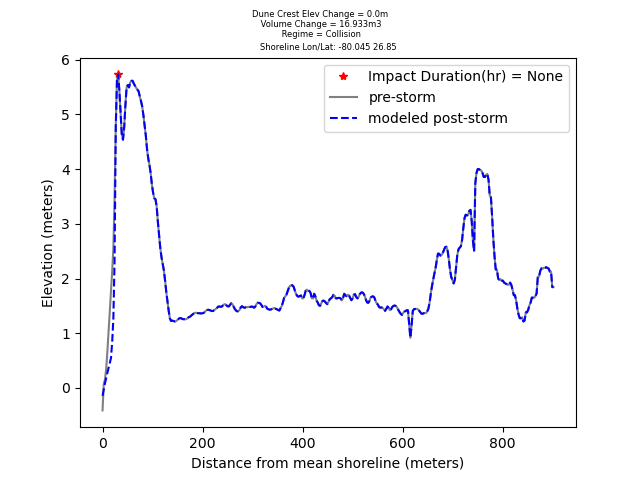 Dune Crest Elev Change = 0.0m
Volume Change = 16.933m3
Regime = Collision
Shoreline Lon/Lat: -80.045 26.85
Impact Duration(hr) = None
pre-storm
modeled post-storm
Elevation (meters)
6
5
4
3
2
1
0
0 200 400 600 800
Distance from mean shoreline (meters)